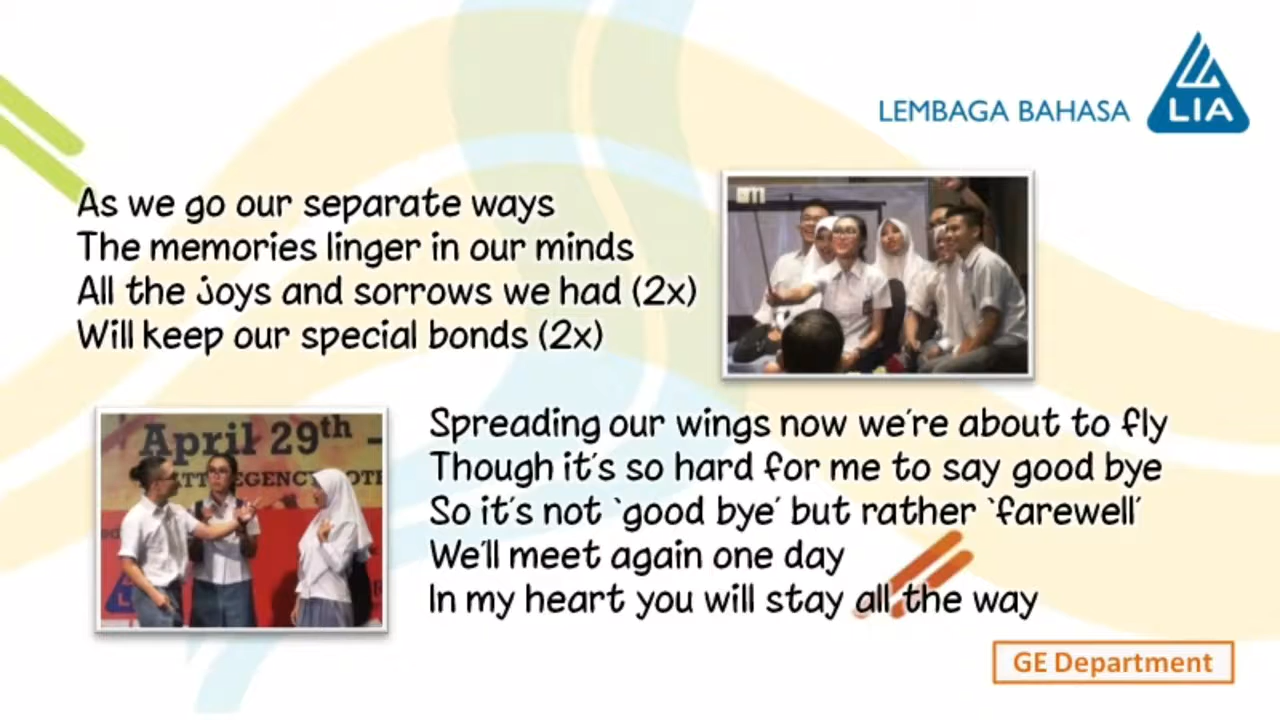 LEMBAGA BAHASA
LIA
As we go our separate ways
The memories linger in our minds
All the joys and sorrows we had (2x)
Will keep our special bonds (2x)
April 29th -
EGENCY
Spreading our wings now we're about to fly
Though it's so hard for me to say good bye
So it's not `good bye' but rather `farewell'
We'll meet again one day
In my heart you will stay all the way
GE Department